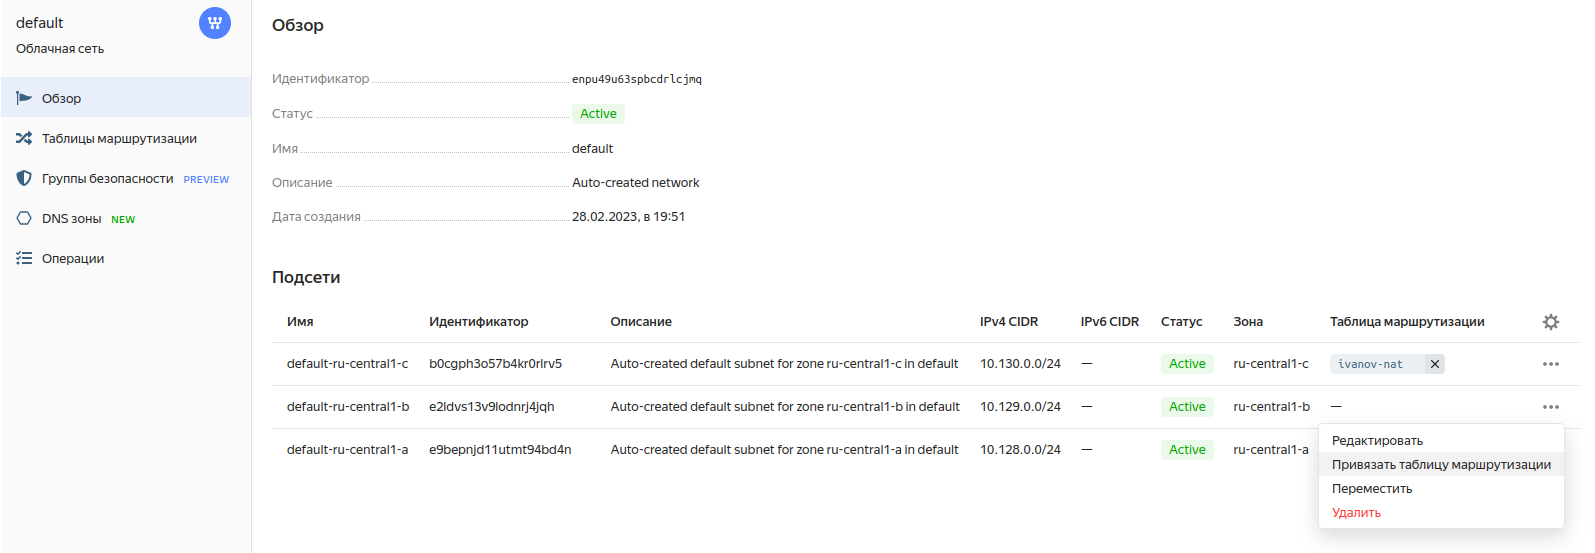 default
Облачная сеть
Обзор
Таблицы маршрутизации
Группы безопасности PREVIEW
DNS зоны NEW
Операции
Обзор
Идентификатор enpu49u63spbcdrlcjmq
Статус Active
Имя default
Описание Auto-created network
Дата создания 28.02.2023, в 19:51
Подсети
Имя Идентификатор Описание IPv4 CIDR IPv6 CIDR Статус Зона Таблица маршрутизации
default-ru-central1-c b0cgph3o57b4kr0rlrv5 Auto-created default subnet for zone ru-central1-c in default 10.130.0.0/24 — Active ru-central1-c ivanov-nat
default-ru-central1-b e2ldvs13v9lodnrj4jqh Auto-created default subnet for zone ru-central1-b in default 10.129.0.0/24 — Active ru-central1-b —
default-ru-central1-a e9bepnjd11utmt94bd4n Auto-created default subnet for zone ru-central1-a in default 10.128.0.0/24 — Active ru-central1-a
Редактировать
Привязать таблицу маршрутизации
Переместить
Удалить